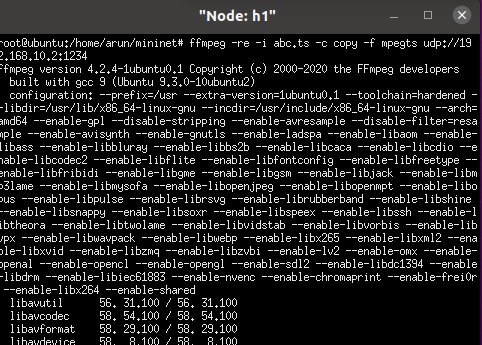 "Node: h1"
root@ubuntu:/home/arun/mininet# ffmpeg -re -i abc.ts -c copy -f mpegts udp://19
2.168.10.2:1234
ffmpeg version 4.2.4-1ubuntu0.1 Copyright (c) 2000-2020 the FFmpeg developers
built with gcc 9 (Ubuntu 9.3.0-10ubuntu2)
configuration: --prefix=/usr --extra-version=1ubuntu0.1 --toolchain=hardened -
-libdir=/usr/lib/x86_64-linux-gnu --incdir=/usr/include/x86_64-linux-gnu --arch=
amd64 --enable-gpl --disable-stripping --enable-avresample --disable-filter=resa
mple --enable-avisynth --enable-gnutls --enable-ladspa --enable-libaom --enable-
libass --enable-libbluray --enable-libbs2b --enable-libcaca --enable-libcdio --e
nable-libcodec2 --enable-libflite --enable-libfontconfig --enable-libfreetype --
enable-libfribidi --enable-libgme --enable-libgsm --enable-libjack --enable-libm
p3lame --enable-libmysofa --enable-libopenjpeg --enable-libopenmpt --enable-libo
pus --enable-libpulse --enable-librsvg --enable-librubberband --enable-libshine
--enable-libsnappy --enable-libsoxr --enable-libspeex --enable-libssh --enable-l
ibtheora --enable-libtwolame --enable-libvidstab --enable-libvorbis --enable-lib
vpx --enable-libwavpack --enable-libwebp --enable-libx265 --enable-libxml2 --ena
ble-libxvid --enable-libzmq --enable-libzvbi --enable-lv2 --enable-omx --enable-
openal --enable-opencl --enable-opengl --enable-sdl2 --enable-libdc1394 --enable
-libdrm --enable-libiec61883 --enable-nvenc --enable-chromaprint --enable-frei0r
--enable-libx264 --enable-shared
libavutil 56. 31.100 / 56. 31.100
libavcodec 58. 54.100 / 58. 54.100
libavformat 58. 29.100 / 58. 29.100
libavdevice 58. 8.100 / 58. 8.100